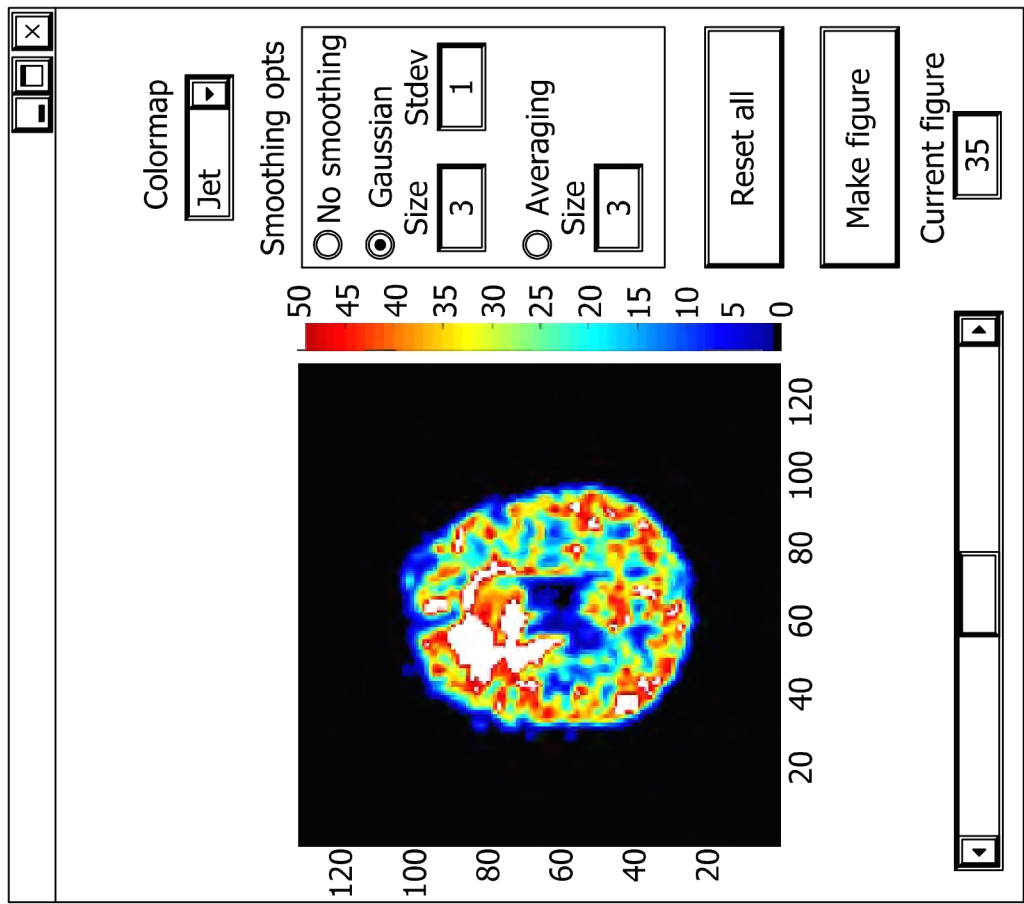 Colormap
Jet
Smoothing opts
No smoothing
Gaussian
Size Stdev
3 1
Averaging
Size
3
Reset all
Make figure
Current figure
35
50
45
40
35
30
25
20
15
10
5
0
120
100
80
60
40
20
20 40 60 80 100 120